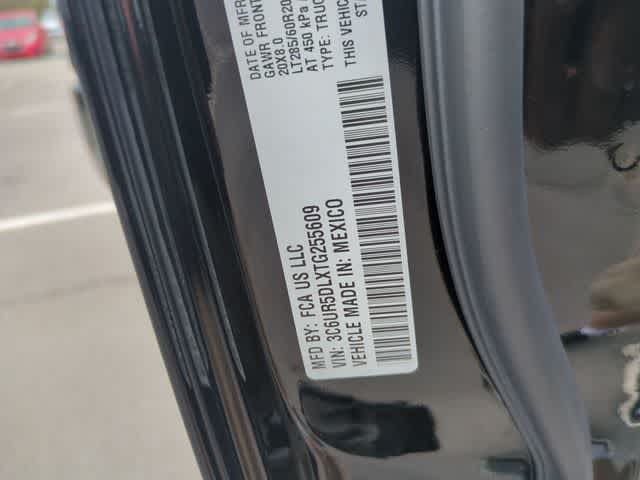 MFD BY: FCA US LLC
DATE OF MFR
GAWR FRONT
VIN: 3C6UR5DLXTG255609
20X8.0
LT285/60R20
VEHICLE MADE IN: MEXICO
AT 450 kPa
TYPE: TRUC
THIS VEHIC
STA